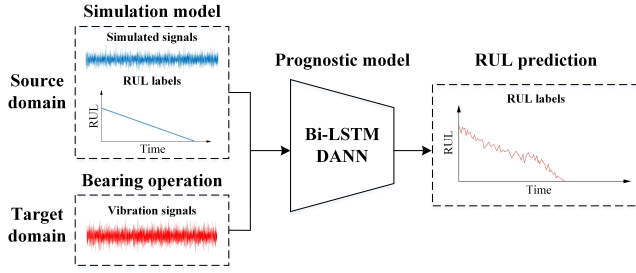 Simulation model
Simulated signals
Source
domain
RUL labels
RUL
Time
Bearing operation
Target
domain
Vibration signals
Prognostic model
Bi-LSTM
DANN
RUL prediction
RUL labels
RUL
Time